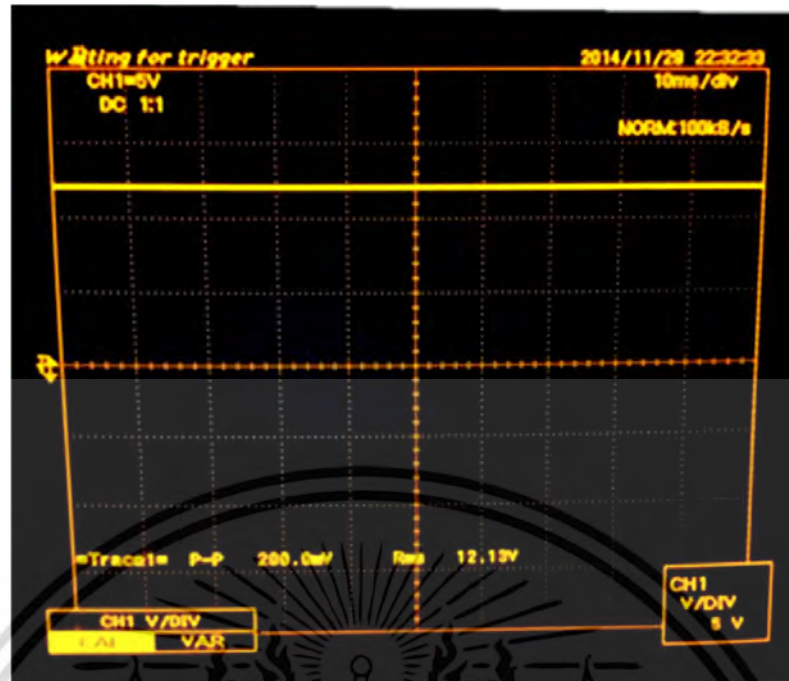 Waiting for trigger 2014/11/28 22:32:33
CH1=5V 10ms/div
DC 1:1
NORM:100kS/s
=Trace1= P-P 200.0mV Rms 12.13V
CH1
V/DIV
5 V
CH1 V/DIV
CAL VAR